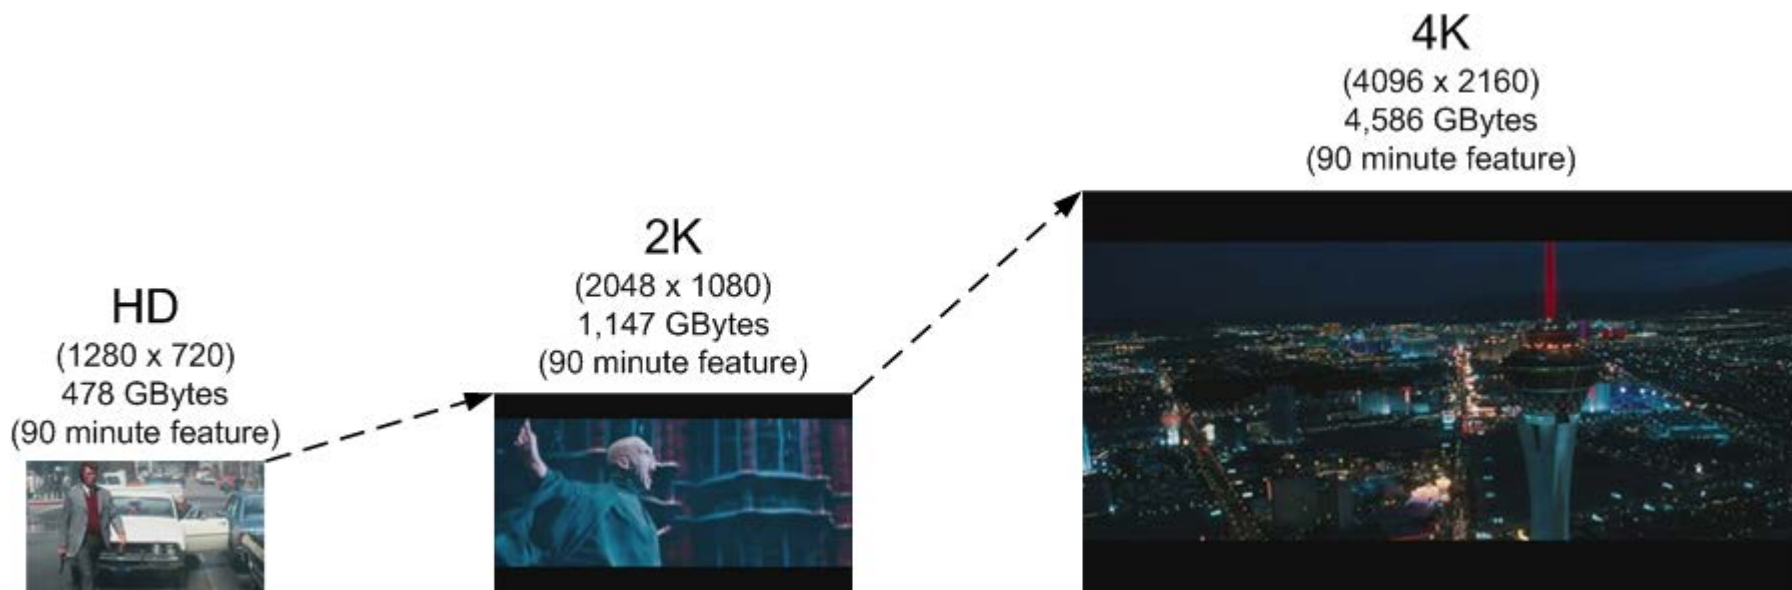 HD
(1280 x 720)
478 GBytes
(90 minute feature)
2K
(2048 x 1080)
1,147 GBytes
(90 minute feature)
4K
(4096 x 2160)
4,586 GBytes
(90 minute feature)